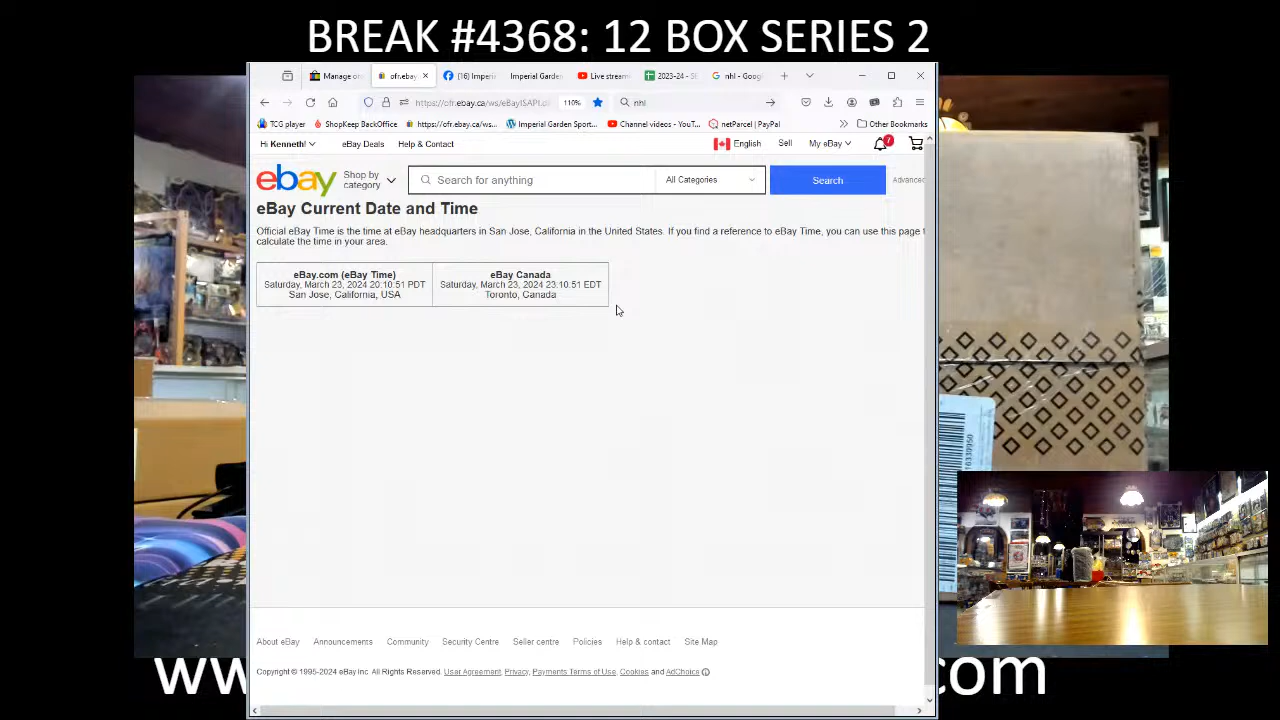 BREAK #4368: 12 BOX SERIES 2
Manage on
ofr.ebay
(16) Imperia
Imperial Garden
Live stream
2023-24 - SE
nhl - Googl
https://ofr.ebay.ca/ws/eBayISAPI.dl
110%
nhl
TCG player
ShopKeep BackOffice
https://ofr.ebay.ca/ws...
Imperial Garden Sport...
Channel videos - YouT...
netParcel | PayPal
Other Bookmarks
Hi Kenneth!
eBay Deals
Help & Contact
English
Sell
My eBay
7
ebay
Shop by category
Search for anything
All Categories
Search
Advanced
eBay Current Date and Time
Official eBay Time is the time at eBay headquarters in San Jose, California in the United States. If you find a reference to eBay Time, you can use this page t
calculate the time in your area.
eBay.com (eBay Time)
Saturday, March 23, 2024 20:10:51 PDT
San Jose, California, USA
eBay Canada
Saturday, March 23, 2024 23:10:51 EDT
Toronto, Canada
About eBay
Announcements
Community
Security Centre
Seller centre
Policies
Help & contact
Site Map
Copyright © 1995-2024 eBay Inc. All Rights Reserved. User Agreement, Privacy, Payments Terms of Use, Cookies and AdChoice
www.
com